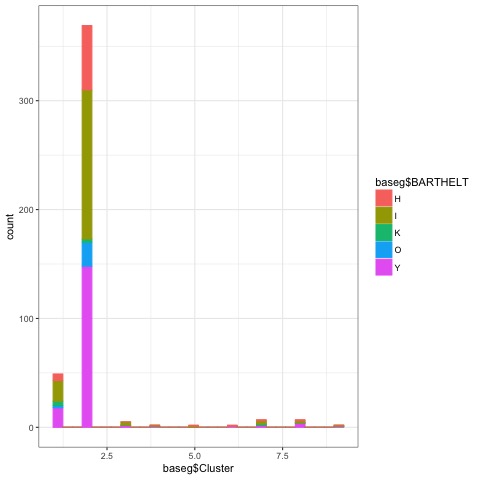 300
200
100
0
count
2.5 5.0 7.5
baseg$Cluster
baseg$BARTHELT
H
I
K
O
Y